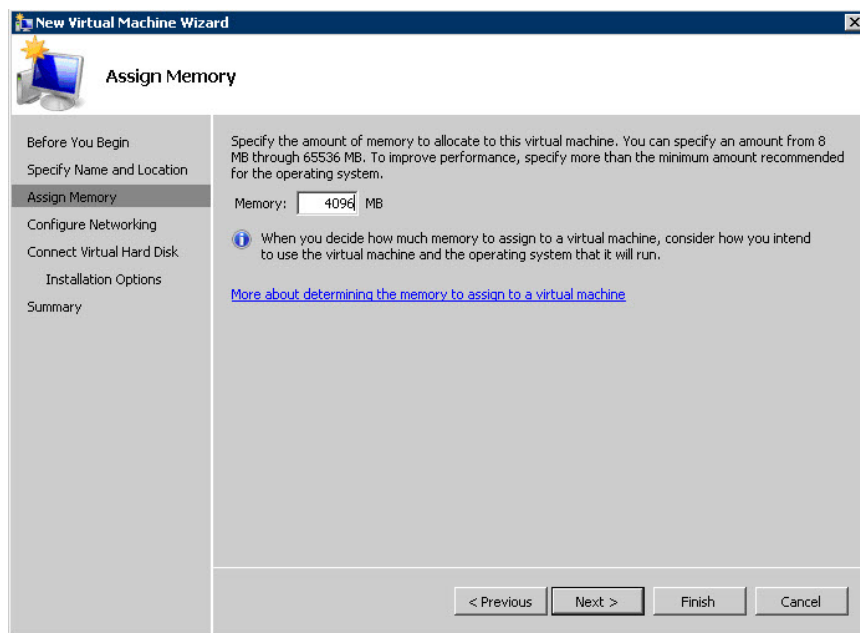 New Virtual Machine Wizard
Assign Memory
Before You Begin
Specify Name and Location
Assign Memory
Configure Networking
Connect Virtual Hard Disk
Installation Options
Summary
Specify the amount of memory to allocate to this virtual machine. You can specify an amount from 8
MB through 65536 MB. To improve performance, specify more than the minimum amount recommended
for the operating system.
Memory: 4096 MB
When you decide how much memory to assign to a virtual machine, consider how you intend
to use the virtual machine and the operating system that it will run.
More about determining the memory to assign to a virtual machine
< Previous Next > Finish Cancel